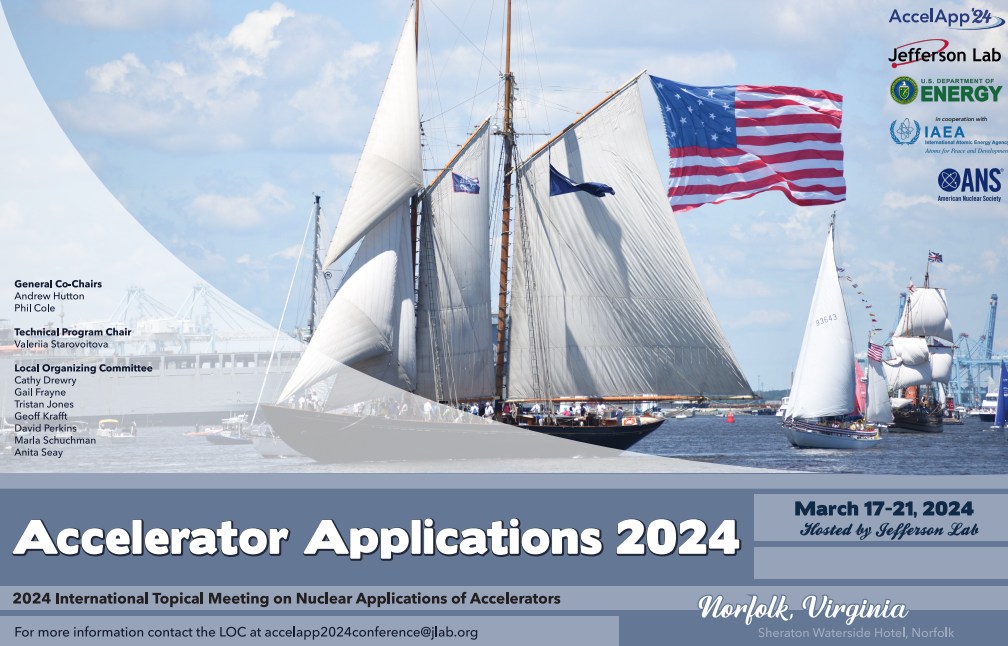 AccelApp'24
Jefferson Lab
U.S. DEPARTMENT OF
ENERGY
In cooperation with
IAEA
International Atomic Energy Agency
Atoms for Peace and Development
ANS
American Nuclear Society
93643
General Co-Chairs
Andrew Hutton
Phil Cole
Technical Program Chair
Valeriia Starovoitova
Local Organizing Committee
Cathy Drewry
Gail Frayne
Tristan Jones
Geoff Krafft
David Perkins
Marla Schuchman
Anita Seay
Accelerator Applications 2024
March 17-21, 2024
Hosted by Jefferson Lab
2024 International Topical Meeting on Nuclear Applications of Accelerators
Norfolk, Virginia
For more information contact the LOC at accelapp2024conference@jlab.org
Sheraton Waterside Hotel, Norfolk